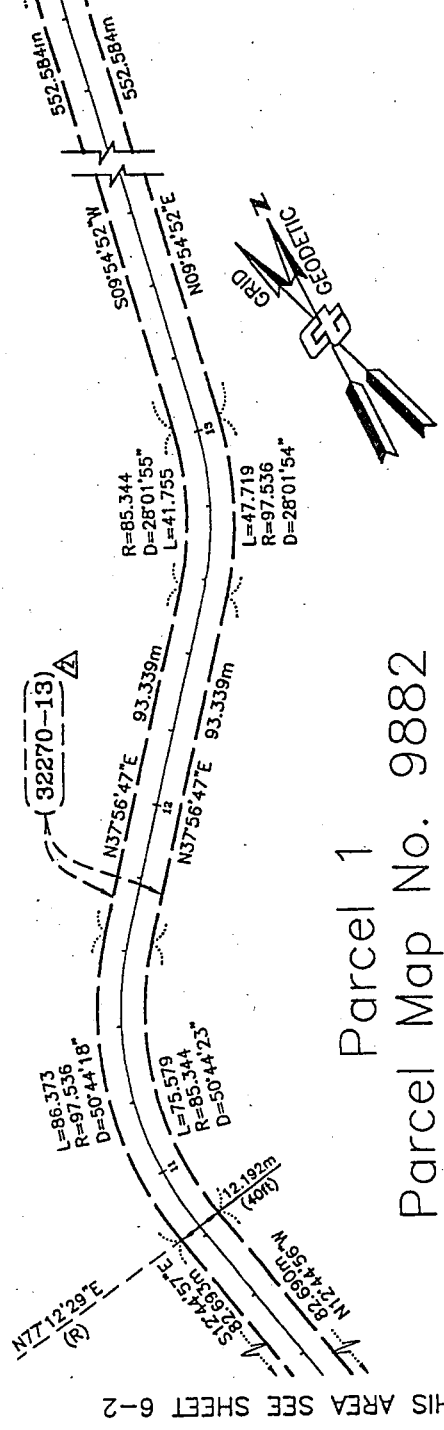 552.584m
552.584m
S09°54'52"W
N09°54'52"E
GRID
GEODETIC
Z
R=85.344
D=28°01'55"
L=41.755
13
L=47.719
R=97.536
D=28°01'54"
(32270-13)
2
N37°56'47"E
93.339m
12
N37°56'47"E
93.339m
L=86.373
R=97.536
D=50°44'18"
L=75.579
R=85.344
D=50°44'23"
11
12.192m
(40ft)
N77°12'29"E
(R)
S12°44'57"E
82.693m
82.690m
N12°44'56"W
Parcel 1
Parcel Map No. 9882
HIS AREA SEE SHEET 6-2